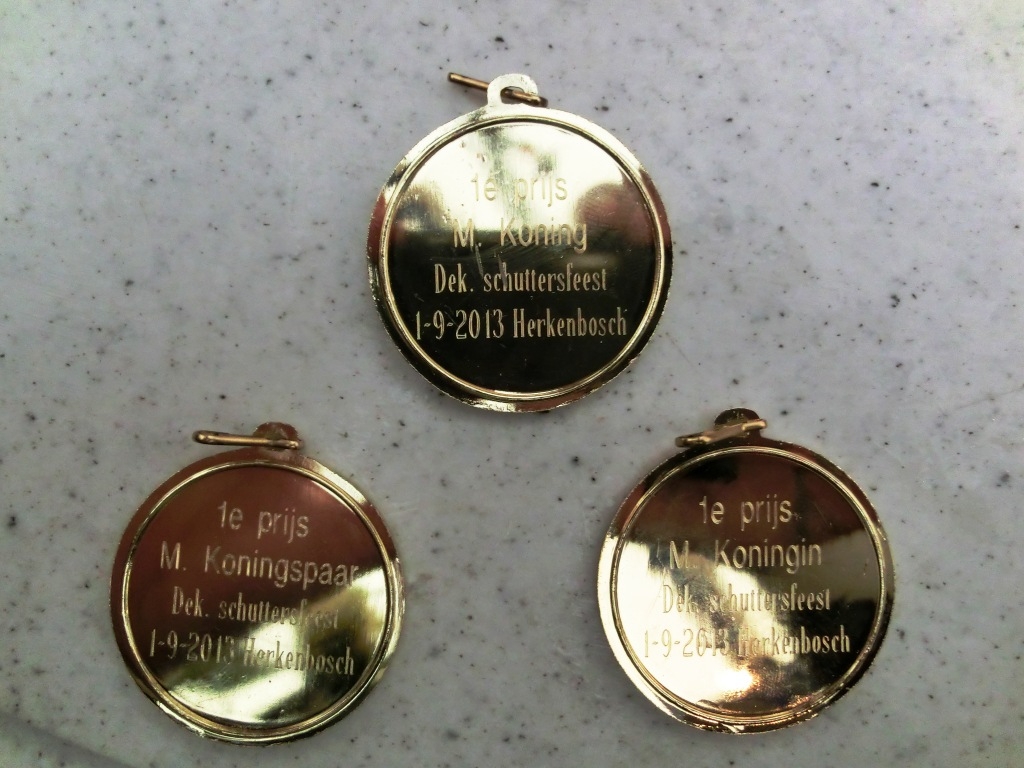 1e prijs
M. Koning
Dek. schuttersfeest
1-9-2013 Herkenbosch
1e prijs
M. Koningspaar
Dek. schuttersfeest
1-9-2013 Herkenbosch
1e prijs
M. Koningin
Dek. schuttersfeest
1-9-2013 Herkenbosch